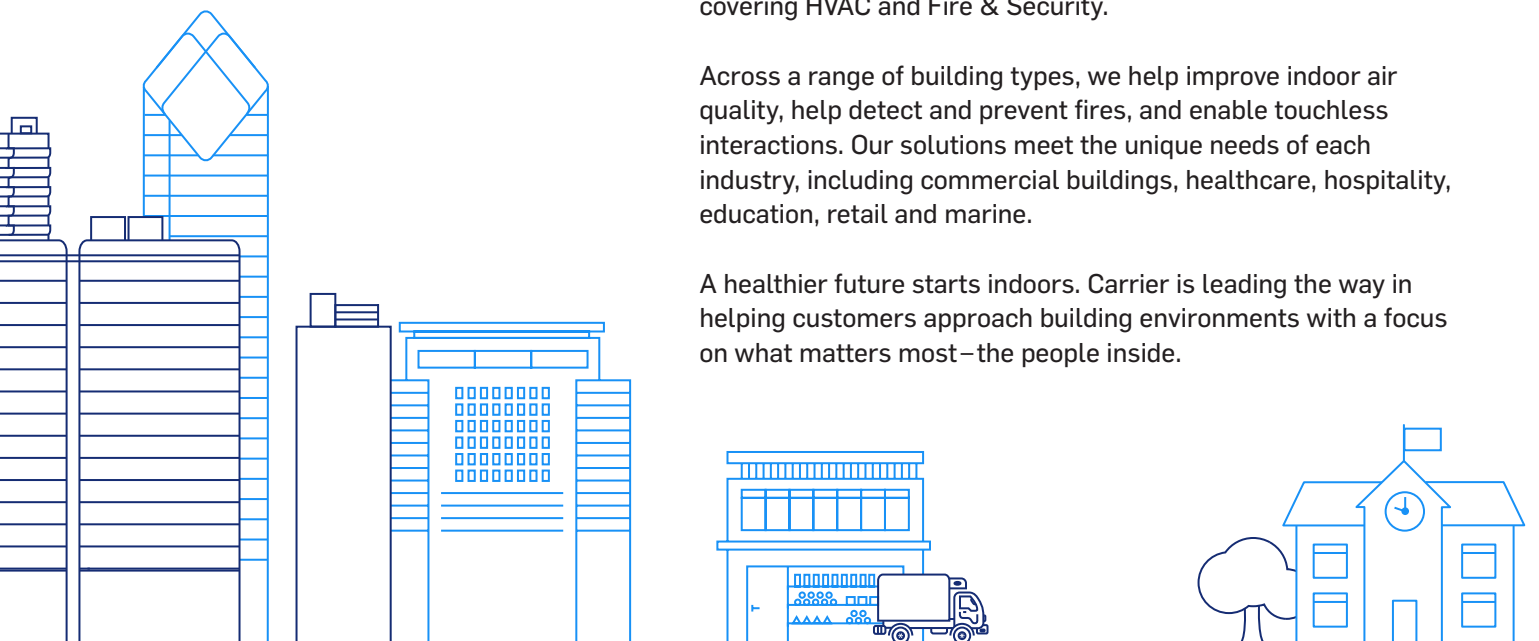 covering HVAC and Fire & Security.
Across a range of building types, we help improve indoor air
quality, help detect and prevent fires, and enable touchless
interactions. Our solutions meet the unique needs of each
industry, including commercial buildings, healthcare, hospitality,
education, retail and marine.
A healthier future starts indoors. Carrier is leading the way in
helping customers approach building environments with a focus
on what matters most–the people inside.